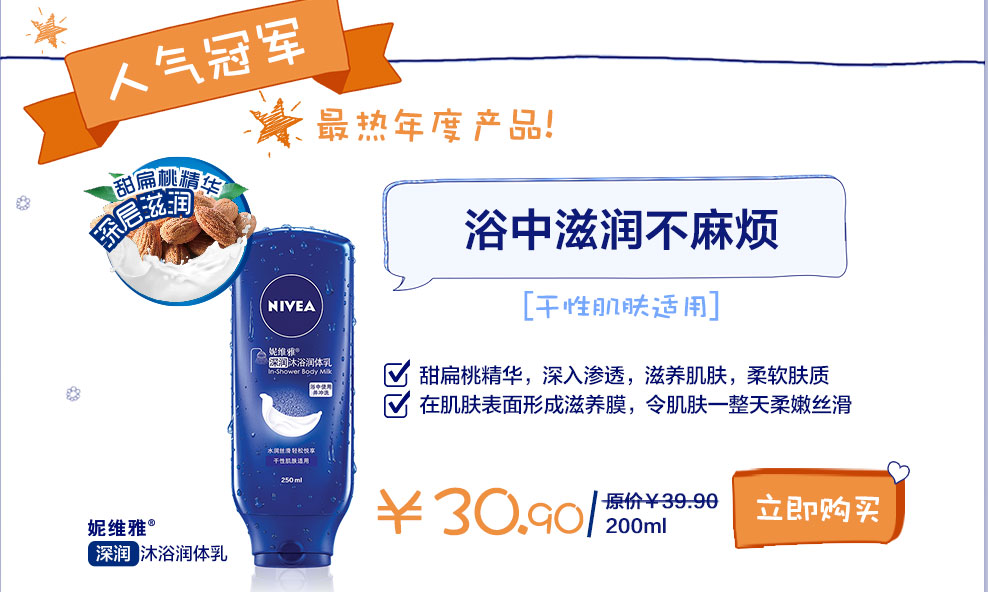 人气冠军
最热年度产品!
甜扁桃精华
深层滋润
浴中滋润不麻烦
[干性肌肤适用]
NIVEA
妮维雅®
深润沐浴润体乳
In-Shower Body Milk
浴中使用
再冲洗
水润丝滑轻松悦享
干性肌肤适用
250 ml
甜扁桃精华，深入渗透，滋养肌肤，柔软肤质
在肌肤表面形成滋养膜，令肌肤一整天柔嫩丝滑
￥30.90/
原价￥39.90
200ml
立即购买
妮维雅®
深润 沐浴润体乳